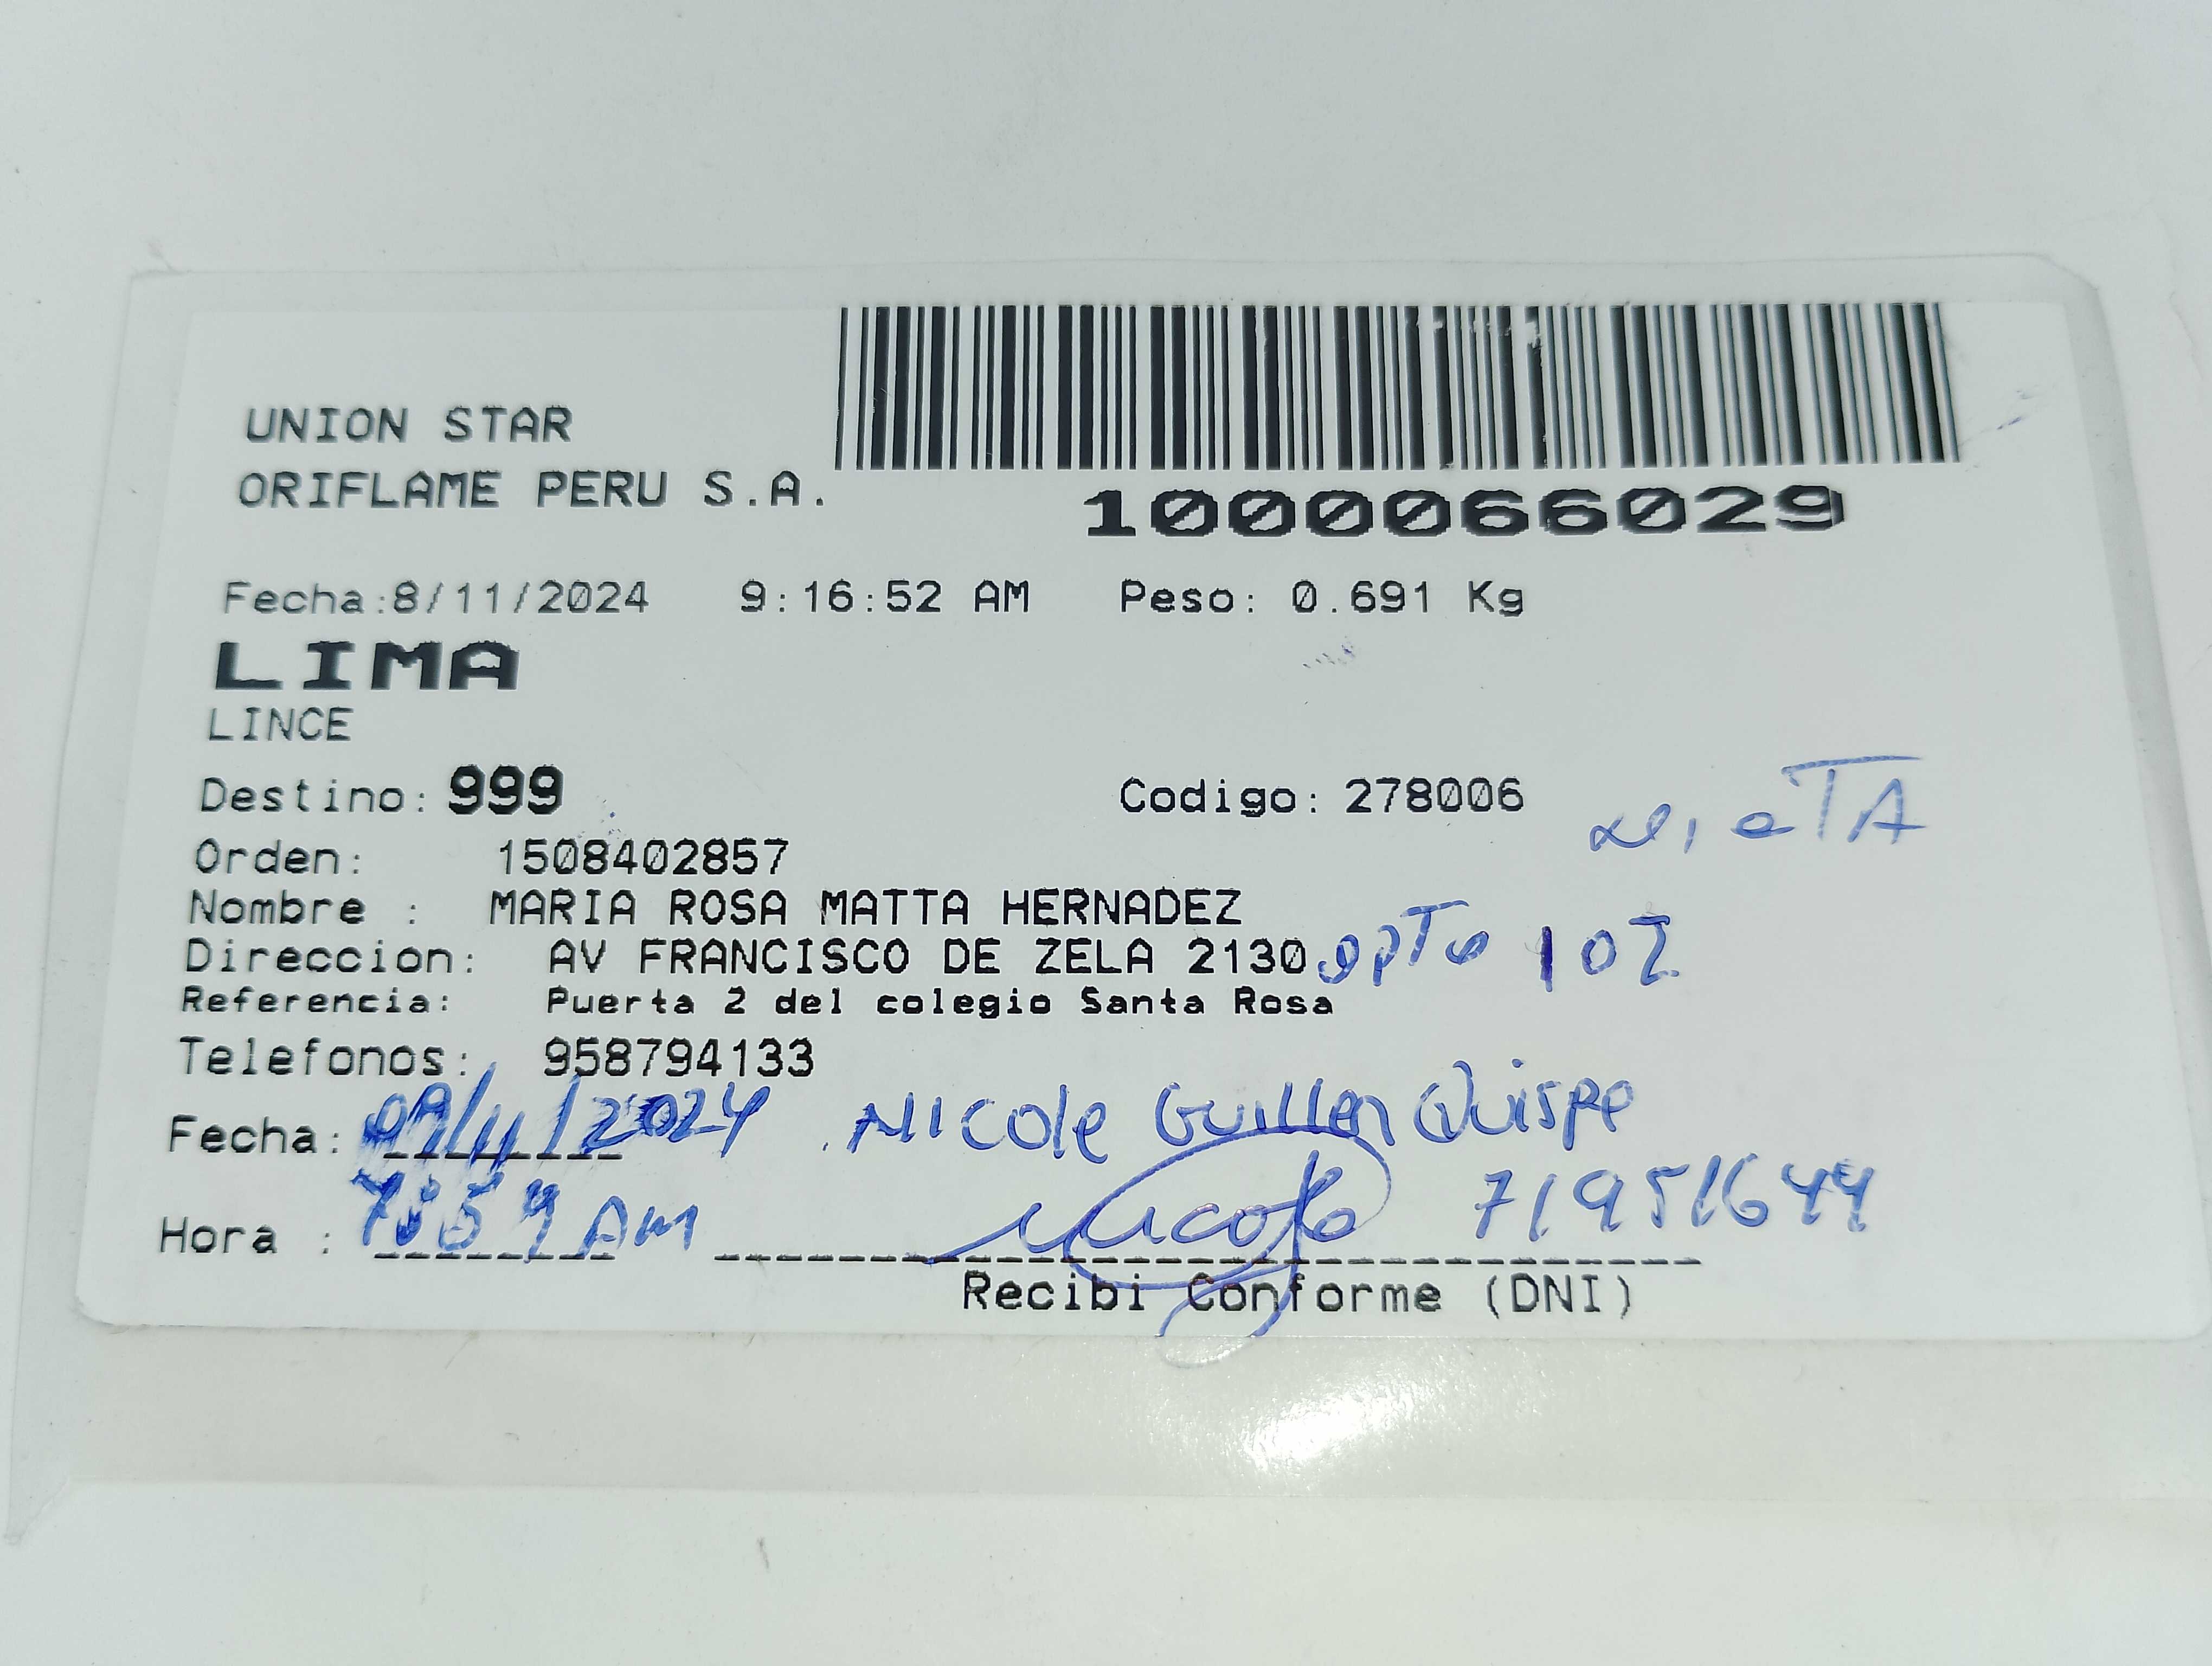 UNION STAR
ORIFLAME PERU S.A.
1000066029
Fecha:8/11/2024 9:16:52 AM Peso: 0.691 Kg
LIMA
LINCE
Destino: 999 Codigo: 278006
NieTA
Orden: 1508402857
Nombre : MARIA ROSA MATTA HERNADEZ
Direccion: AV FRANCISCO DE ZELA 2130 DPTO
Referencia: Puerta 2 del colegio Santa Rosa
Telefonos: 958794133
Fecha: 09/11/2024 Nicole Guillen Quispe
Hora : 7:59 AM Nicole 71951644
Recibi Conforme (DNI)